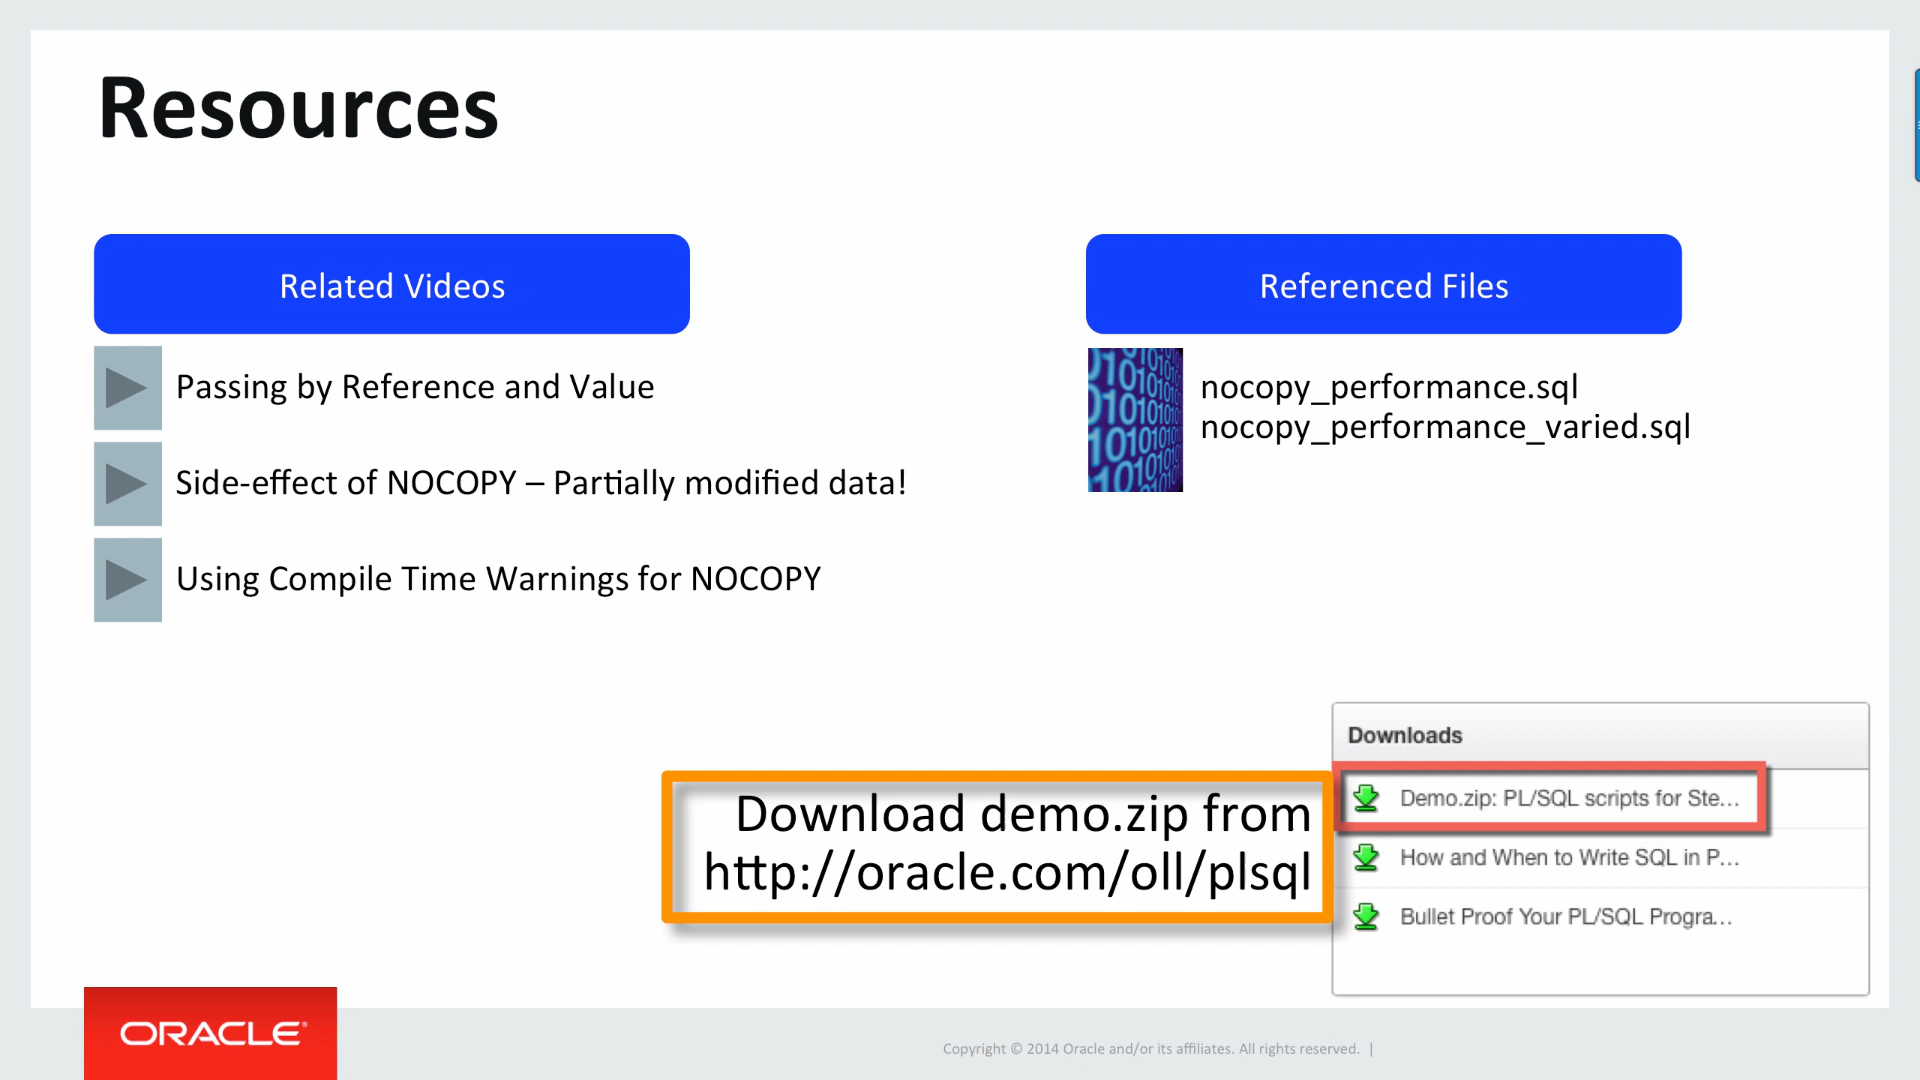 Resources
Related Videos
Passing by Reference and Value
Side-effect of NOCOPY – Partially modified data!
Using Compile Time Warnings for NOCOPY
Referenced Files
nocopy_performance.sql
nocopy_performance_varied.sql
Download demo.zip from
http://oracle.com/oll/plsql
Downloads
Demo.zip: PL/SQL scripts for Ste...
How and When to Write SQL in P...
Bullet Proof Your PL/SQL Progra...
ORACLE®
Copyright © 2014 Oracle and/or its affiliates. All rights reserved. |